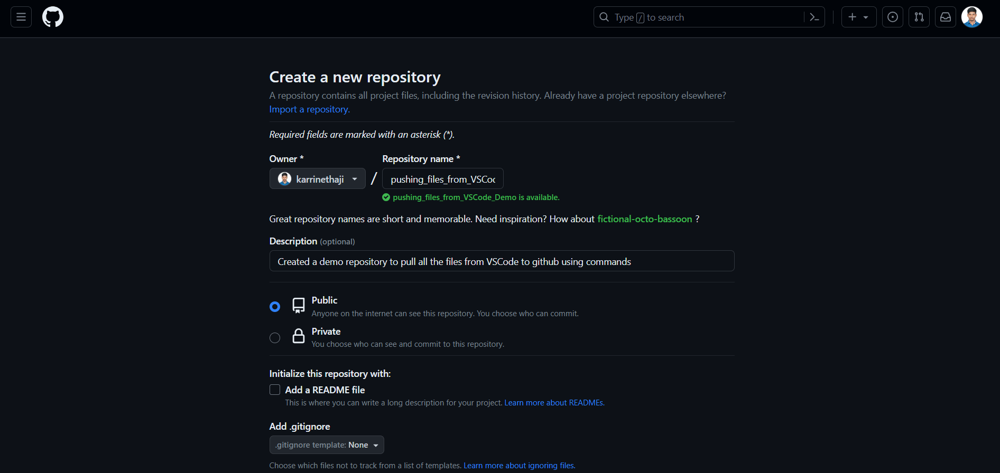 Type / to search
Create a new repository
A repository contains all project files, including the revision history. Already have a project repository elsewhere?
Import a repository.
Required fields are marked with an asterisk (*).
Owner * Repository name *
karrinethaji / pushing_files_from_VSCoc
pushing_files_from_VSCode_Demo is available.
Great repository names are short and memorable. Need inspiration? How about fictional-octo-bassoon ?
Description (optional)
Created a demo repository to pull all the files from VSCode to github using commands
Public
Anyone on the internet can see this repository. You choose who can commit.
Private
You choose who can see and commit to this repository.
Initialize this repository with:
Add a README file
This is where you can write a long description for your project. Learn more about READMEs.
Add .gitignore
.gitignore template: None
Choose which files not to track from a list of templates. Learn more about ignoring files.